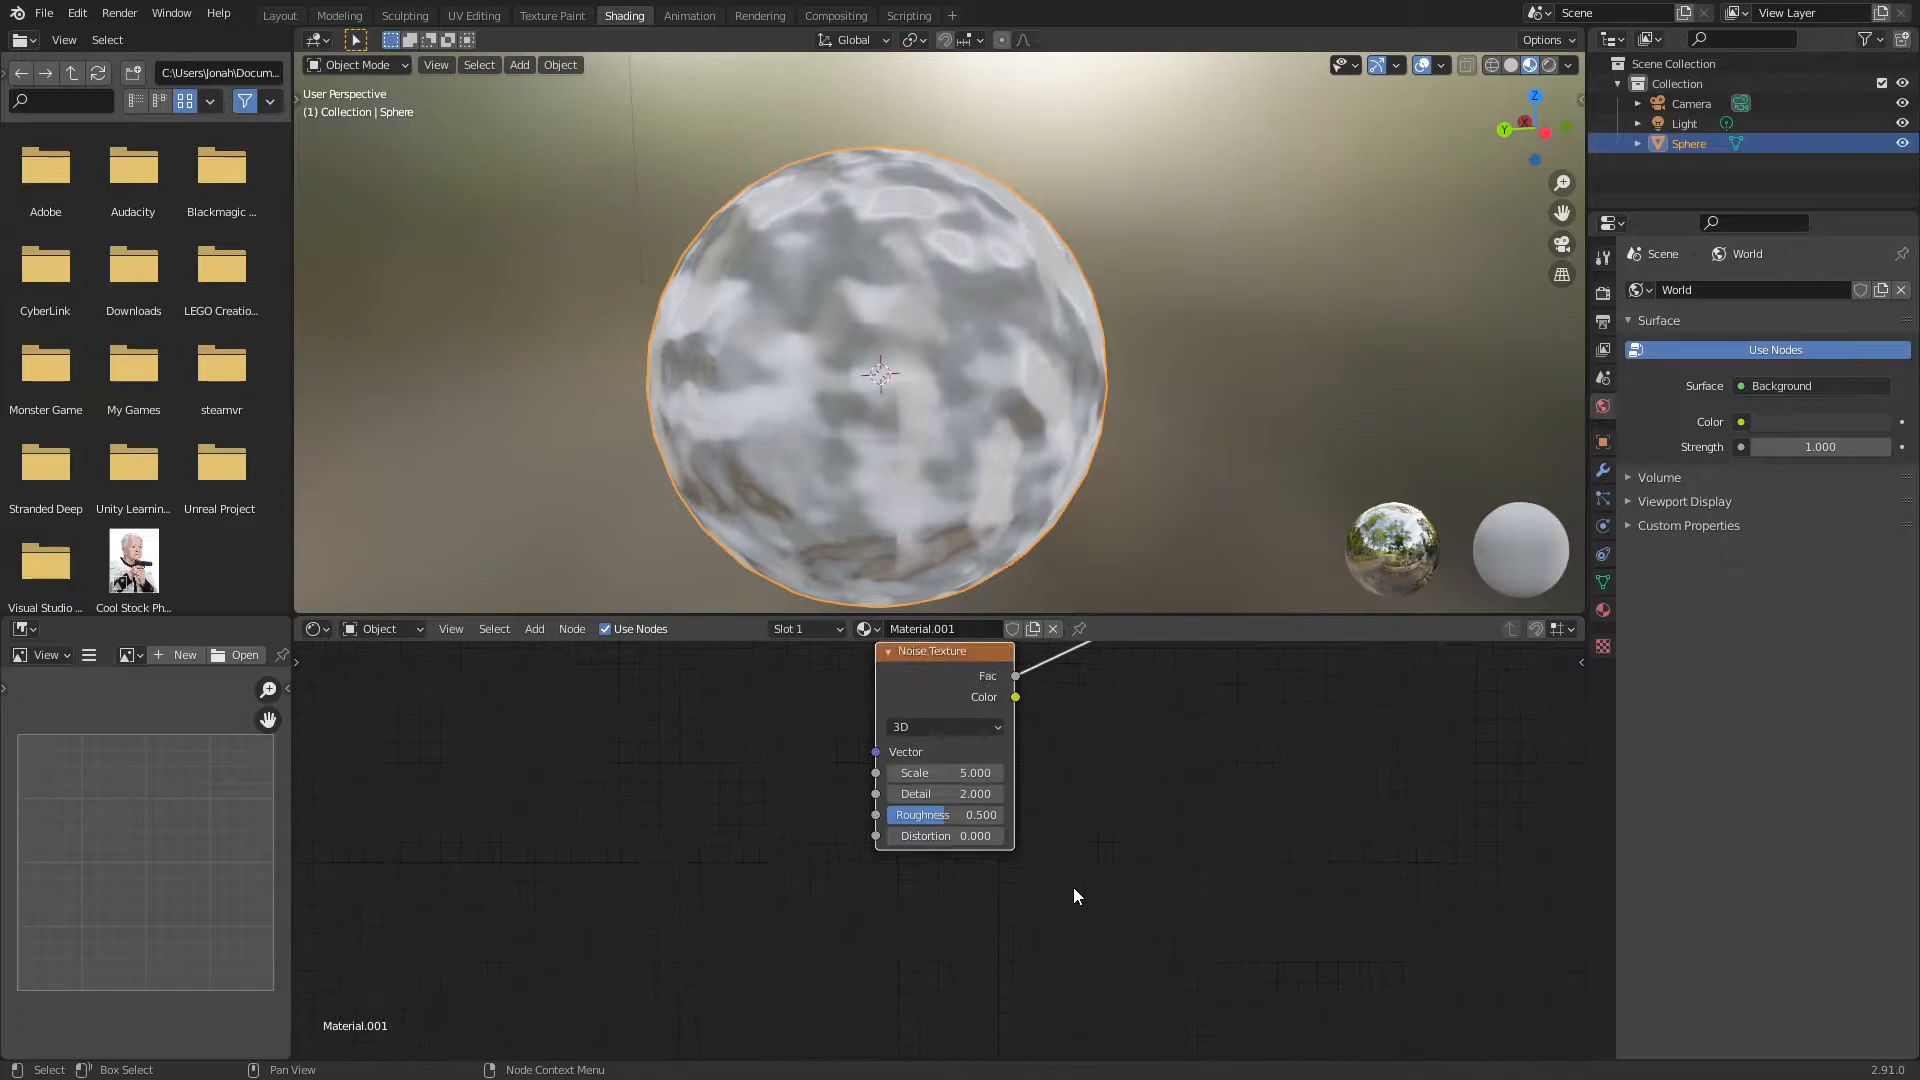 File Edit Render Window Help
Layout Modeling Sculpting UV Editing Texture Paint Shading Animation Rendering Compositing Scripting +
Scene
View Layer
View Select
Global
Options
C:\Users\Jonah\Docum...
Object Mode View Select Add Object
User Perspective
(1) Collection | Sphere
Z
Y
X
Scene Collection
Collection
Camera
Light
Sphere
Adobe Audacity Blackmagic ...
CyberLink Downloads LEGO Creatio...
Monster Game My Games steamvr
Stranded Deep Unity Learnin... Unreal Project
Visual Studio ... Cool Stock Ph...
Scene World
World
Surface
Use Nodes
Surface Background
Color
Strength 1.000
Volume
Viewport Display
Custom Properties
Object View Select Add Node Use Nodes Slot 1 Material.001
View + New Open
Noise Texture
Fac
Color
3D
Vector
Scale 5.000
Detail 2.000
Roughness 0.500
Distortion 0.000
Material.001
Select Box Select Pan View Node Context Menu 2.91.0